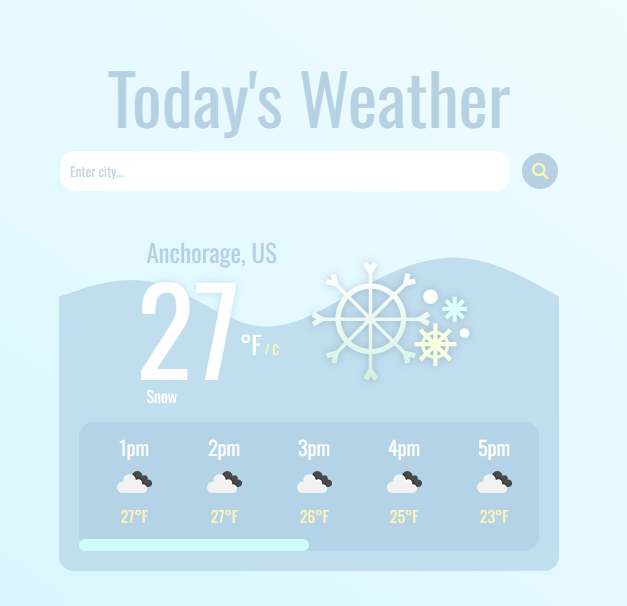 Today's Weather
Enter city...
Anchorage, US
27°F / C
Snow
1pm 2pm 3pm 4pm 5pm
27°F 27°F 26°F 25°F 23°F